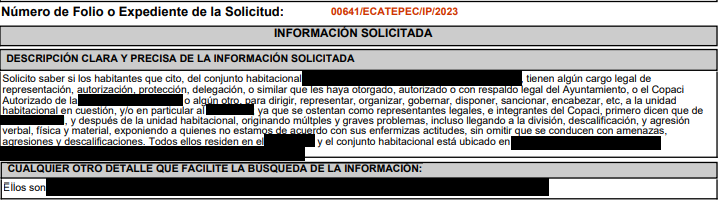 Número de Folio o Expediente de la Solicitud: 00641/ECATEPEC/IP/2023
INFORMACIÓN SOLICITADA
DESCRIPCIÓN CLARA Y PRECISA DE LA INFORMACIÓN SOLICITADA
Solicito saber si los habitantes que cito, del conjunto habitacional , tienen algún cargo legal de
representación, autorización, protección, delegación, o similar que les haya otorgado, autorizado o con respaldo legal del Ayuntamiento, o el Copaci
Autorizado de la o algún otro, para dirigir, representar, organizar, gobernar, disponer, sancionar, encabezar, etc, a la unidad
habitacional en cuestión, y/o en particular al ya que se ostentan como representantes legales, e integrantes del Copaci, primero dicen que de
, y después de la unidad habitacional, originando múltples y graves problemas, incluso llegando a la división, descalificación, y agresión
verbal, física y material, exponiendo a quienes no estamos de acuerdo con sus enfermizas actitudes, sin omitir que se conducen con amenazas,
agresiones y descalificaciones. Todos ellos residen en el y el conjunto habitacional está ubicado en
CUALQUIER OTRO DETALLE QUE FACILITE LA BUSQUEDA DE LA INFORMACIÓN:
Ellos son